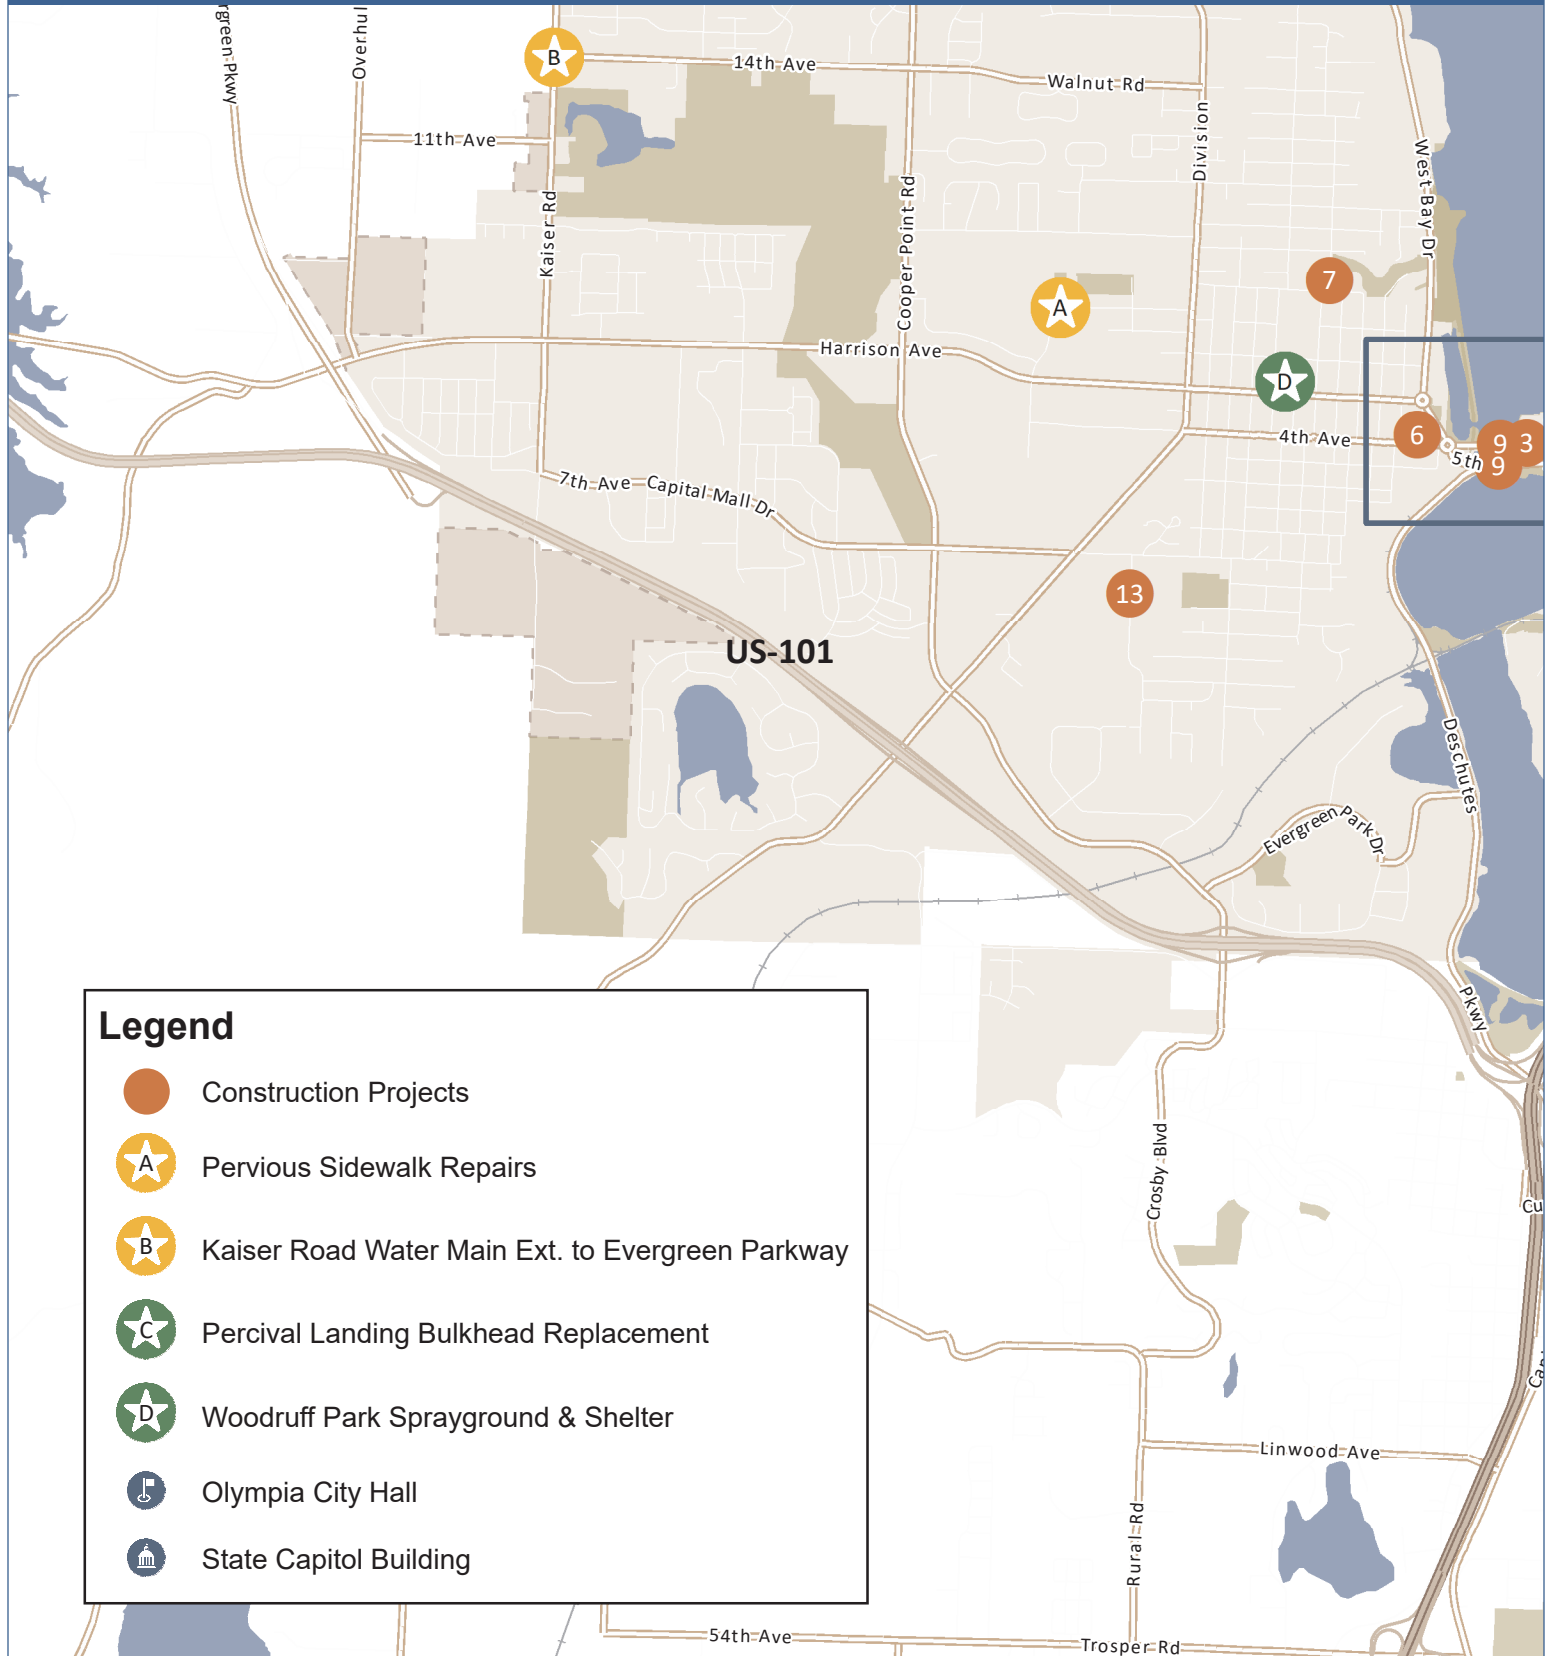 rgreen Pkwy
Overhul
B
14th Ave
Walnut Rd
Division
11th Ave
Kaiser Rd
Cooper Point Rd
West Bay Dr
7
A
Harrison Ave
D
6
4th Ave
9
3
5th
9
7th Ave
Capital Mall Dr
13
US-101
Deschutes
Evergreen Park Dr
Pkwy
Legend
Construction Projects
A
Pervious Sidewalk Repairs
B
Kaiser Road Water Main Ext. to Evergreen Parkway
C
Percival Landing Bulkhead Replacement
D
Woodruff Park Sprayground & Shelter
Olympia City Hall
State Capitol Building
Crosby Blvd
Cu
Linwood Ave
Rural Rd
54th Ave
Trosper Rd